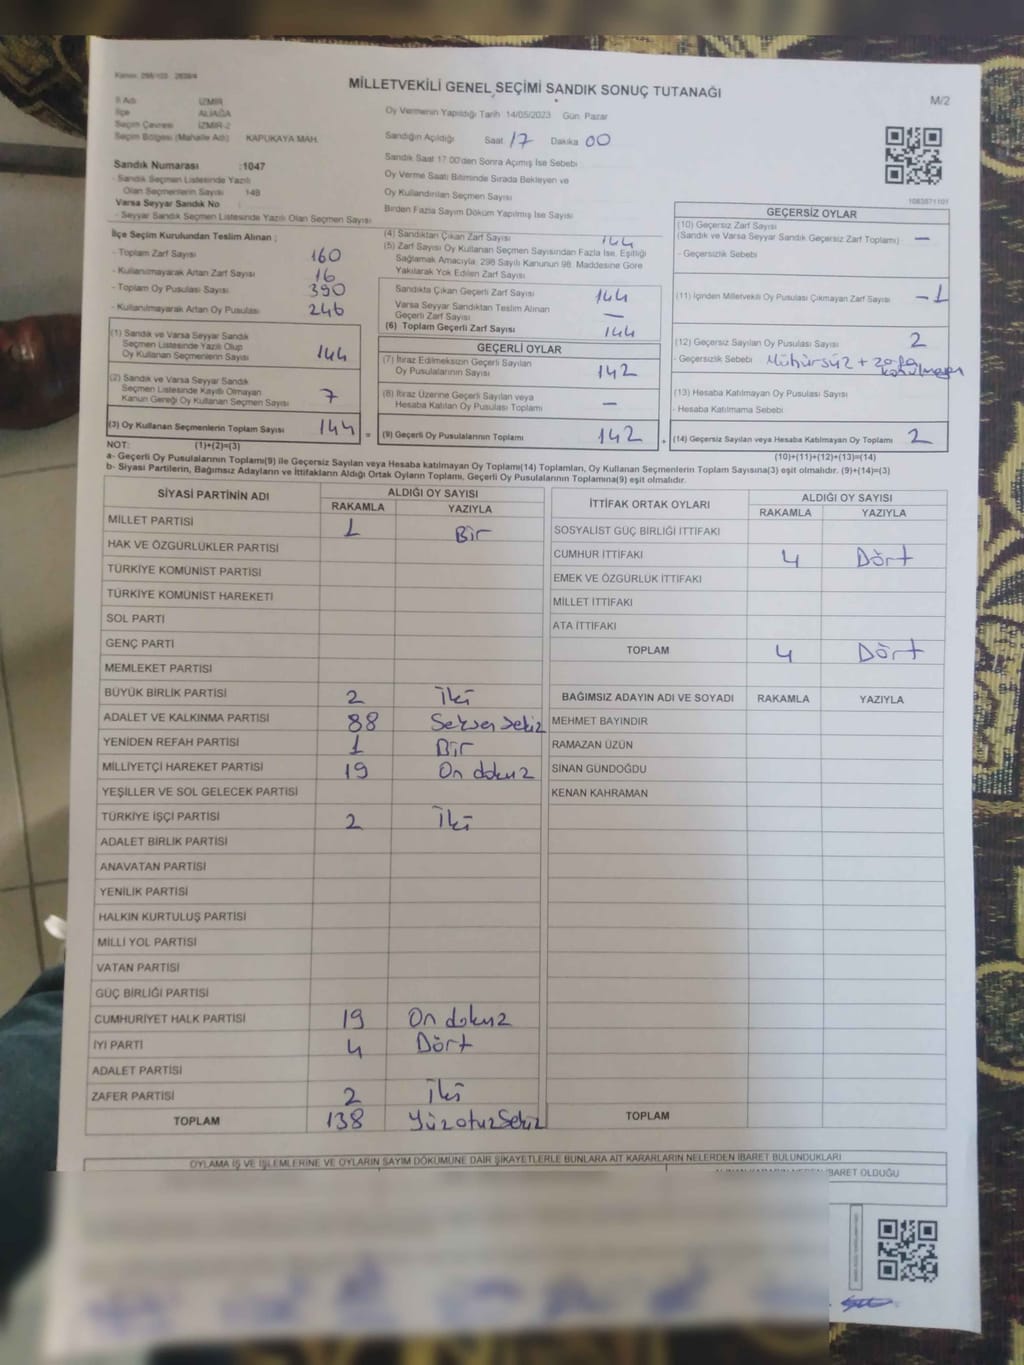 Kanun: 298/103 2839/4
MİLLETVEKİLİ GENEL SEÇİMİ SANDIK SONUÇ TUTANAĞI
M/2
İl Adı İZMİR
İlçe ALİAĞA
Seçim Çevresi İZMİR-2
Seçim Bölgesi (Mahalle Adı) KAPUKAYA MAH.
Sandık Numarası :1047
- Sandık Seçmen Listesinde Yazılı
Olan Seçmenlerin Sayısı 148
Varsa Seyyar Sandık No :
- Seyyar Sandık Seçmen Listesinde Yazılı Olan Seçmen Sayısı
Oy Vermenin Yapıldığı Tarih 14/05/2023 Gün Pazar
Sandığın Açıldığı Saat 17 Dakika 00
Sandık Saat 17:00'den Sonra Açılmış İse Sebebi
Oy Verme Saati Bitiminde Sırada Bekleyen ve
Oy Kullandırılan Seçmen Sayısı
Birden Fazla Sayım Döküm Yapılmış İse Sayısı
1083871101
İlçe Seçim Kurulundan Teslim Alınan ;
- Toplam Zarf Sayısı 160
- Kullanılmayarak Artan Zarf Sayısı 16
- Toplam Oy Pusulası Sayısı 390
- Kullanılmayarak Artan Oy Pusulası 246
(1) Sandık ve Varsa Seyyar Sandık
Seçmen Listesinde Yazılı Olup
Oy Kullanan Seçmenlerin Sayısı 144
(2) Sandık ve Varsa Seyyar Sandık
Seçmen Listesinde Kayıtlı Olmayan
Kanun Gereği Oy Kullanan Seçmen Sayısı 7
(3) Oy Kullanan Seçmenlerin Toplam Sayısı 144 =
(4) Sandıktan Çıkan Zarf Sayısı 144
(5) Zarf Sayısı Oy Kullanan Seçmen Sayısından Fazla İse, Eşitliği
Sağlamak Amacıyla; 298 Sayılı Kanunun 98. Maddesine Göre
Yakılarak Yok Edilen Zarf Sayısı
Sandıkta Çıkan Geçerli Zarf Sayısı 144
Varsa Seyyar Sandıktan Teslim Alınan
Geçerli Zarf Sayısı —
(6) Toplam Geçerli Zarf Sayısı 144
GEÇERLİ OYLAR
(7) İtiraz Edilmeksizin Geçerli Sayılan
Oy Pusulalarının Sayısı 142
(8) İtiraz Üzerine Geçerli Sayılan veya
Hesaba Katılan Oy Pusulası Toplamı —
(9) Geçerli Oy Pusulalarının Toplamı 142 +
GEÇERSİZ OYLAR
(10) Geçersiz Zarf Sayısı
(Sandık ve Varsa Seyyar Sandık Geçersiz Zarf Toplamı) —
- Geçersizlik Sebebi
(11) İçinden Milletvekili Oy Pusulası Çıkmayan Zarf Sayısı -1
(12) Geçersiz Sayılan Oy Pusulası Sayısı 2
- Geçersizlik Sebebi Mühürsüz + zarfa konulmayan
(13) Hesaba Katılmayan Oy Pusulası Sayısı
- Hesaba Katılmama Sebebi
(14) Geçersiz Sayılan veya Hesaba Katılmayan Oy Toplamı 2
NOT: (1)+(2)=(3)
(10)+(11)+(12)+(13)=(14)
a- Geçerli Oy Pusulalarının Toplamı(9) ile Geçersiz Sayılan veya Hesaba katılmayan Oy Toplamı(14) Toplamları, Oy Kullanan Seçmenlerin Toplam Sayısına(3) eşit olmalıdır. (9)+(14)=(3)
b- Siyasi Partilerin, Bağımsız Adayların ve İttifakların Aldığı Ortak Oyların Toplamı, Geçerli Oy Pusulalarının Toplamına(9) eşit olmalıdır.
SİYASİ PARTİNİN ADI ALDIĞI OY SAYISI
RAKAMLA YAZIYLA
MİLLET PARTİSİ 1 Bir
HAK VE ÖZGÜRLÜKLER PARTİSİ
TÜRKİYE KOMÜNİST PARTİSİ
TÜRKİYE KOMÜNİST HAREKETİ
SOL PARTİ
GENÇ PARTİ
MEMLEKET PARTİSİ
BÜYÜK BİRLİK PARTİSİ 2 İki
ADALET VE KALKINMA PARTİSİ 88 Seksen sekiz
YENİDEN REFAH PARTİSİ 1 Bir
MİLLİYETÇİ HAREKET PARTİSİ 19 On dokuz
YEŞİLLER VE SOL GELECEK PARTİSİ
TÜRKİYE İŞÇİ PARTİSİ 2 İki
ADALET BİRLİK PARTİSİ
ANAVATAN PARTİSİ
YENİLİK PARTİSİ
HALKIN KURTULUŞ PARTİSİ
MİLLİ YOL PARTİSİ
VATAN PARTİSİ
GÜÇ BİRLİĞİ PARTİSİ
CUMHURİYET HALK PARTİSİ 19 On dokuz
İYİ PARTİ 4 Dört
ADALET PARTİSİ
ZAFER PARTİSİ 2 İki
TOPLAM 138 Yüzotuzsekiz
İTTİFAK ORTAK OYLARI ALDIĞI OY SAYISI
RAKAMLA YAZIYLA
SOSYALİST GÜÇ BİRLİĞİ İTTİFAKI
CUMHUR İTTİFAKI 4 Dört
EMEK VE ÖZGÜRLÜK İTTİFAKI
MİLLET İTTİFAKI
ATA İTTİFAKI
TOPLAM 4 Dört
BAĞIMSIZ ADAYIN ADI VE SOYADI RAKAMLA YAZIYLA
MEHMET BAYINDIR
RAMAZAN ÜZÜN
SİNAN GÜNDOĞDU
KENAN KAHRAMAN
TOPLAM
OYLAMA İŞ VE İŞLEMLERİNE VE OYLARIN SAYIM DÖKÜMÜNE DAİR ŞİKAYETLERLE BUNLARA AİT KARARLARIN NELERDEN İBARET BULUNDUKLARI
İBARET OLDUĞU